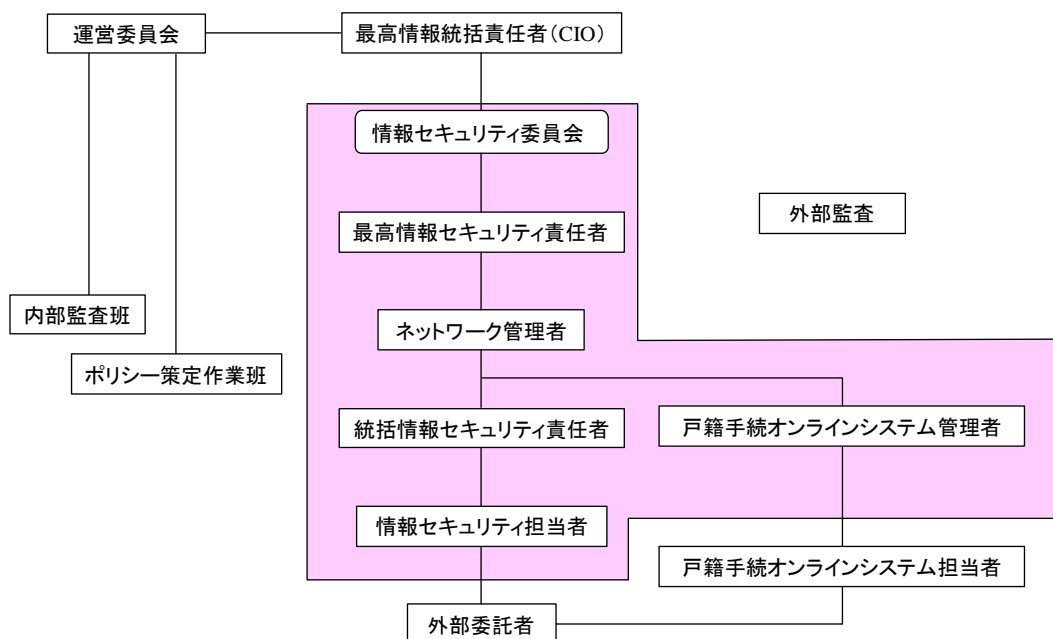 運営委員会
最高情報統括責任者(CIO)
情報セキュリティ委員会
外部監査
最高情報セキュリティ責任者
内部監査班
ネットワーク管理者
ポリシー策定作業班
統括情報セキュリティ責任者
戸籍手続オンラインシステム管理者
情報セキュリティ担当者
戸籍手続オンラインシステム担当者
外部委託者